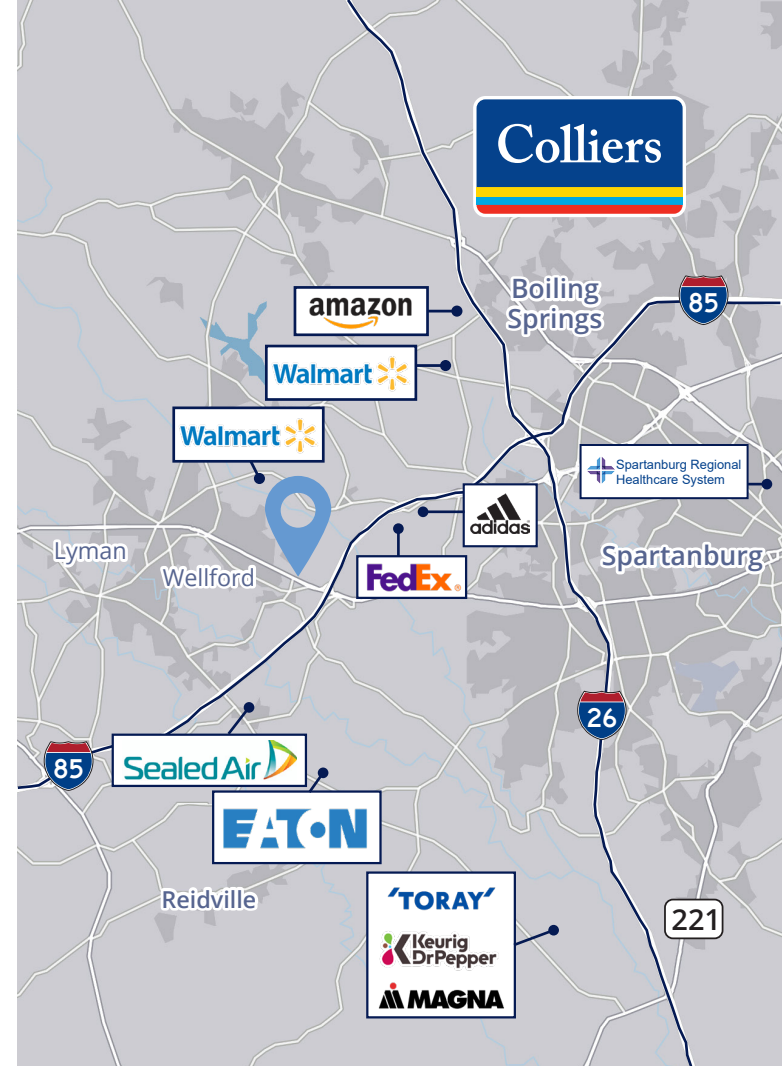 Colliers
amazon
Boiling
Springs
85
Walmart
Walmart
Spartanburg Regional
Healthcare System
adidas
Lyman
Wellford
FedEx®
Spartanburg
26
Sealed Air
85
EATON
Reidville
'TORAY'
Keurig
DrPepper
221
MAGNA